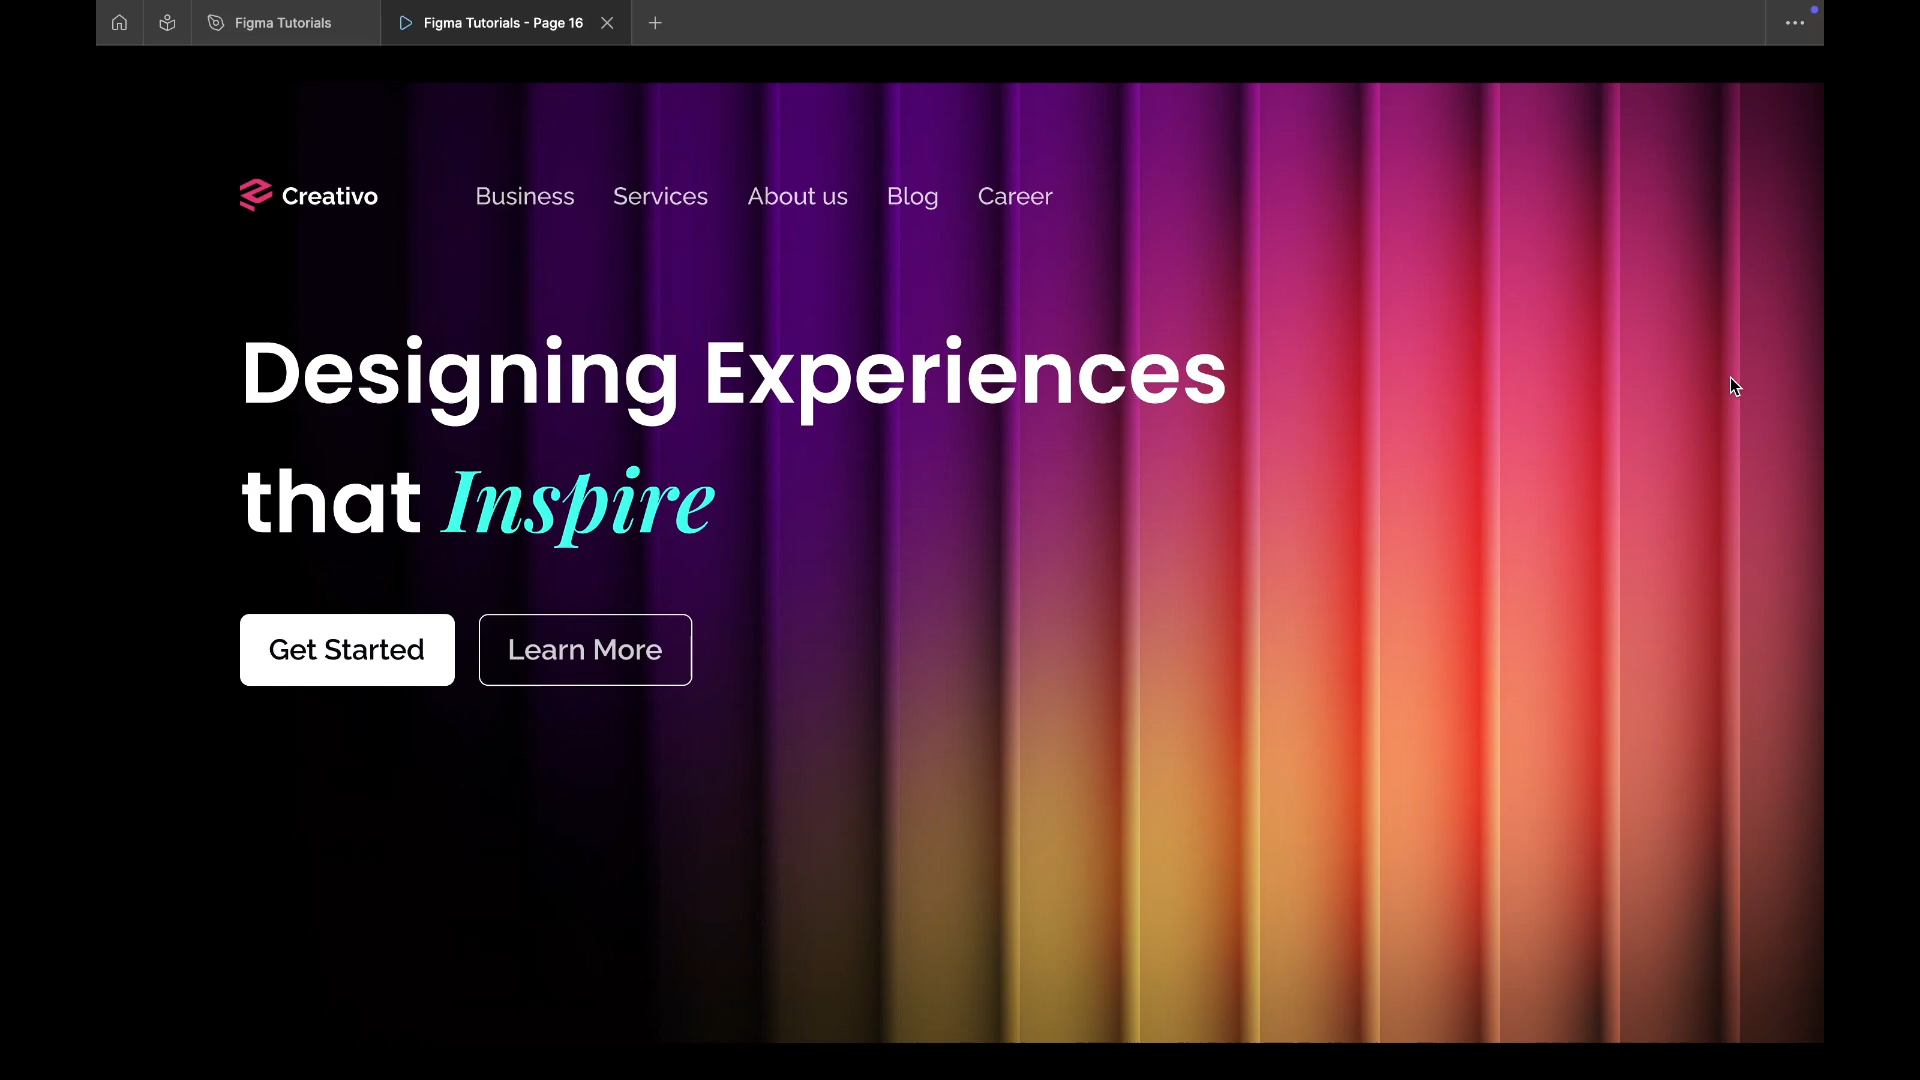 Figma Tutorials
Figma Tutorials - Page 16
Creativo
Business Services About us Blog Career
Designing Experiences
that Inspire
Get Started
Learn More